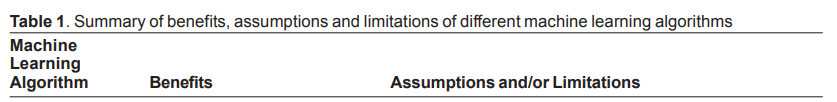 Table 1. Summary of benefits, assumptions and limitations of different machine learning algorithms
Machine
Learning
Algorithm Benefits Assumptions and/or Limitations